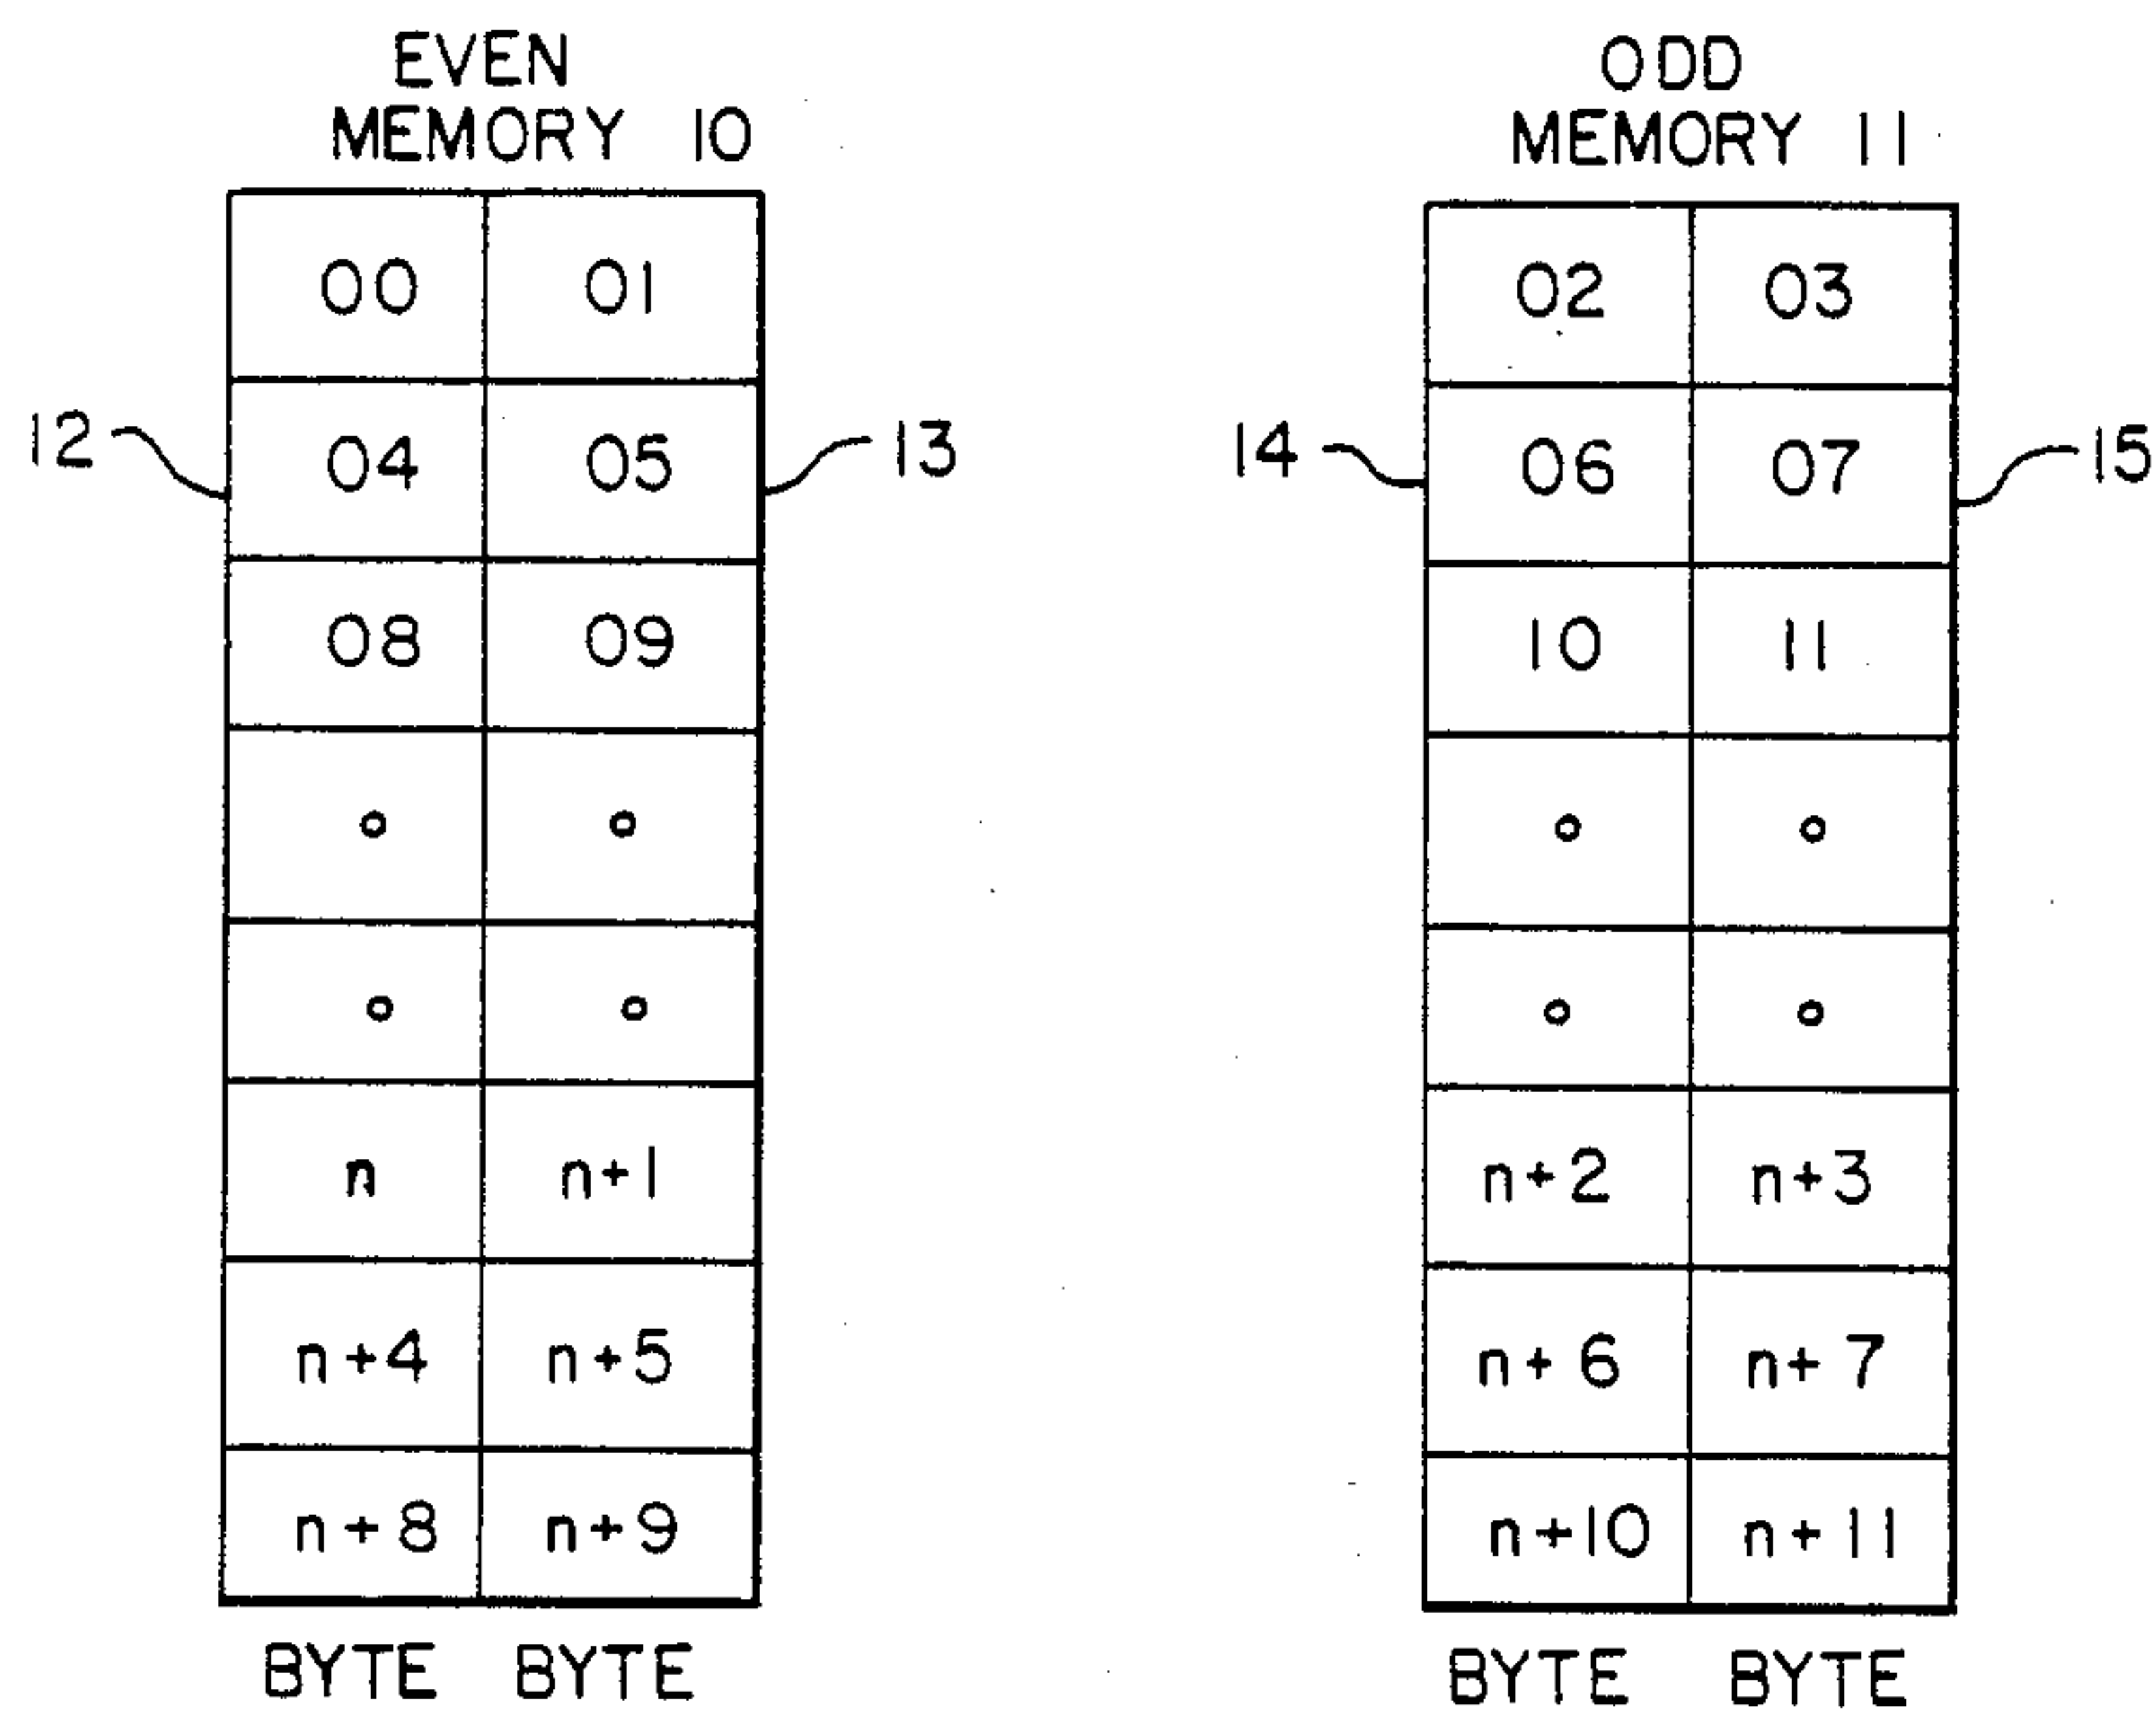 EVEN
MEMORY 10
00 01
12 04 05 13
08 09
n n+1
n+4 n+5
n+8 n+9
BYTE BYTE
ODD
MEMORY 11
02 03
14 06 07 15
10 11
n+2 n+3
n+6 n+7
n+10 n+11
BYTE BYTE